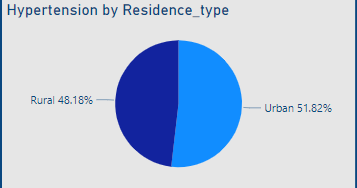 Hypertension by Residence_type
Rural 48.18%
Urban 51.82%